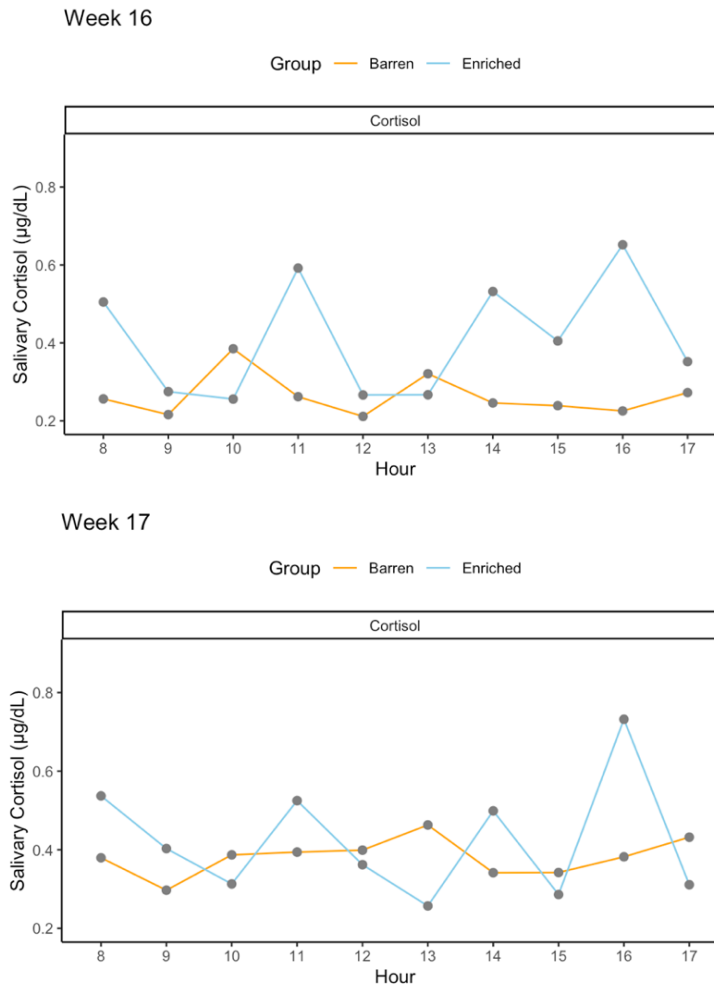 Week 16
Group Barren Enriched
Cortisol
Salivary Cortisol (µg/dL)
0.8
0.6
0.4
0.2
8 9 10 11 12 13 14 15 16 17
Hour
Week 17
Group Barren Enriched
Cortisol
Salivary Cortisol (µg/dL)
0.8
0.6
0.4
0.2
8 9 10 11 12 13 14 15 16 17
Hour